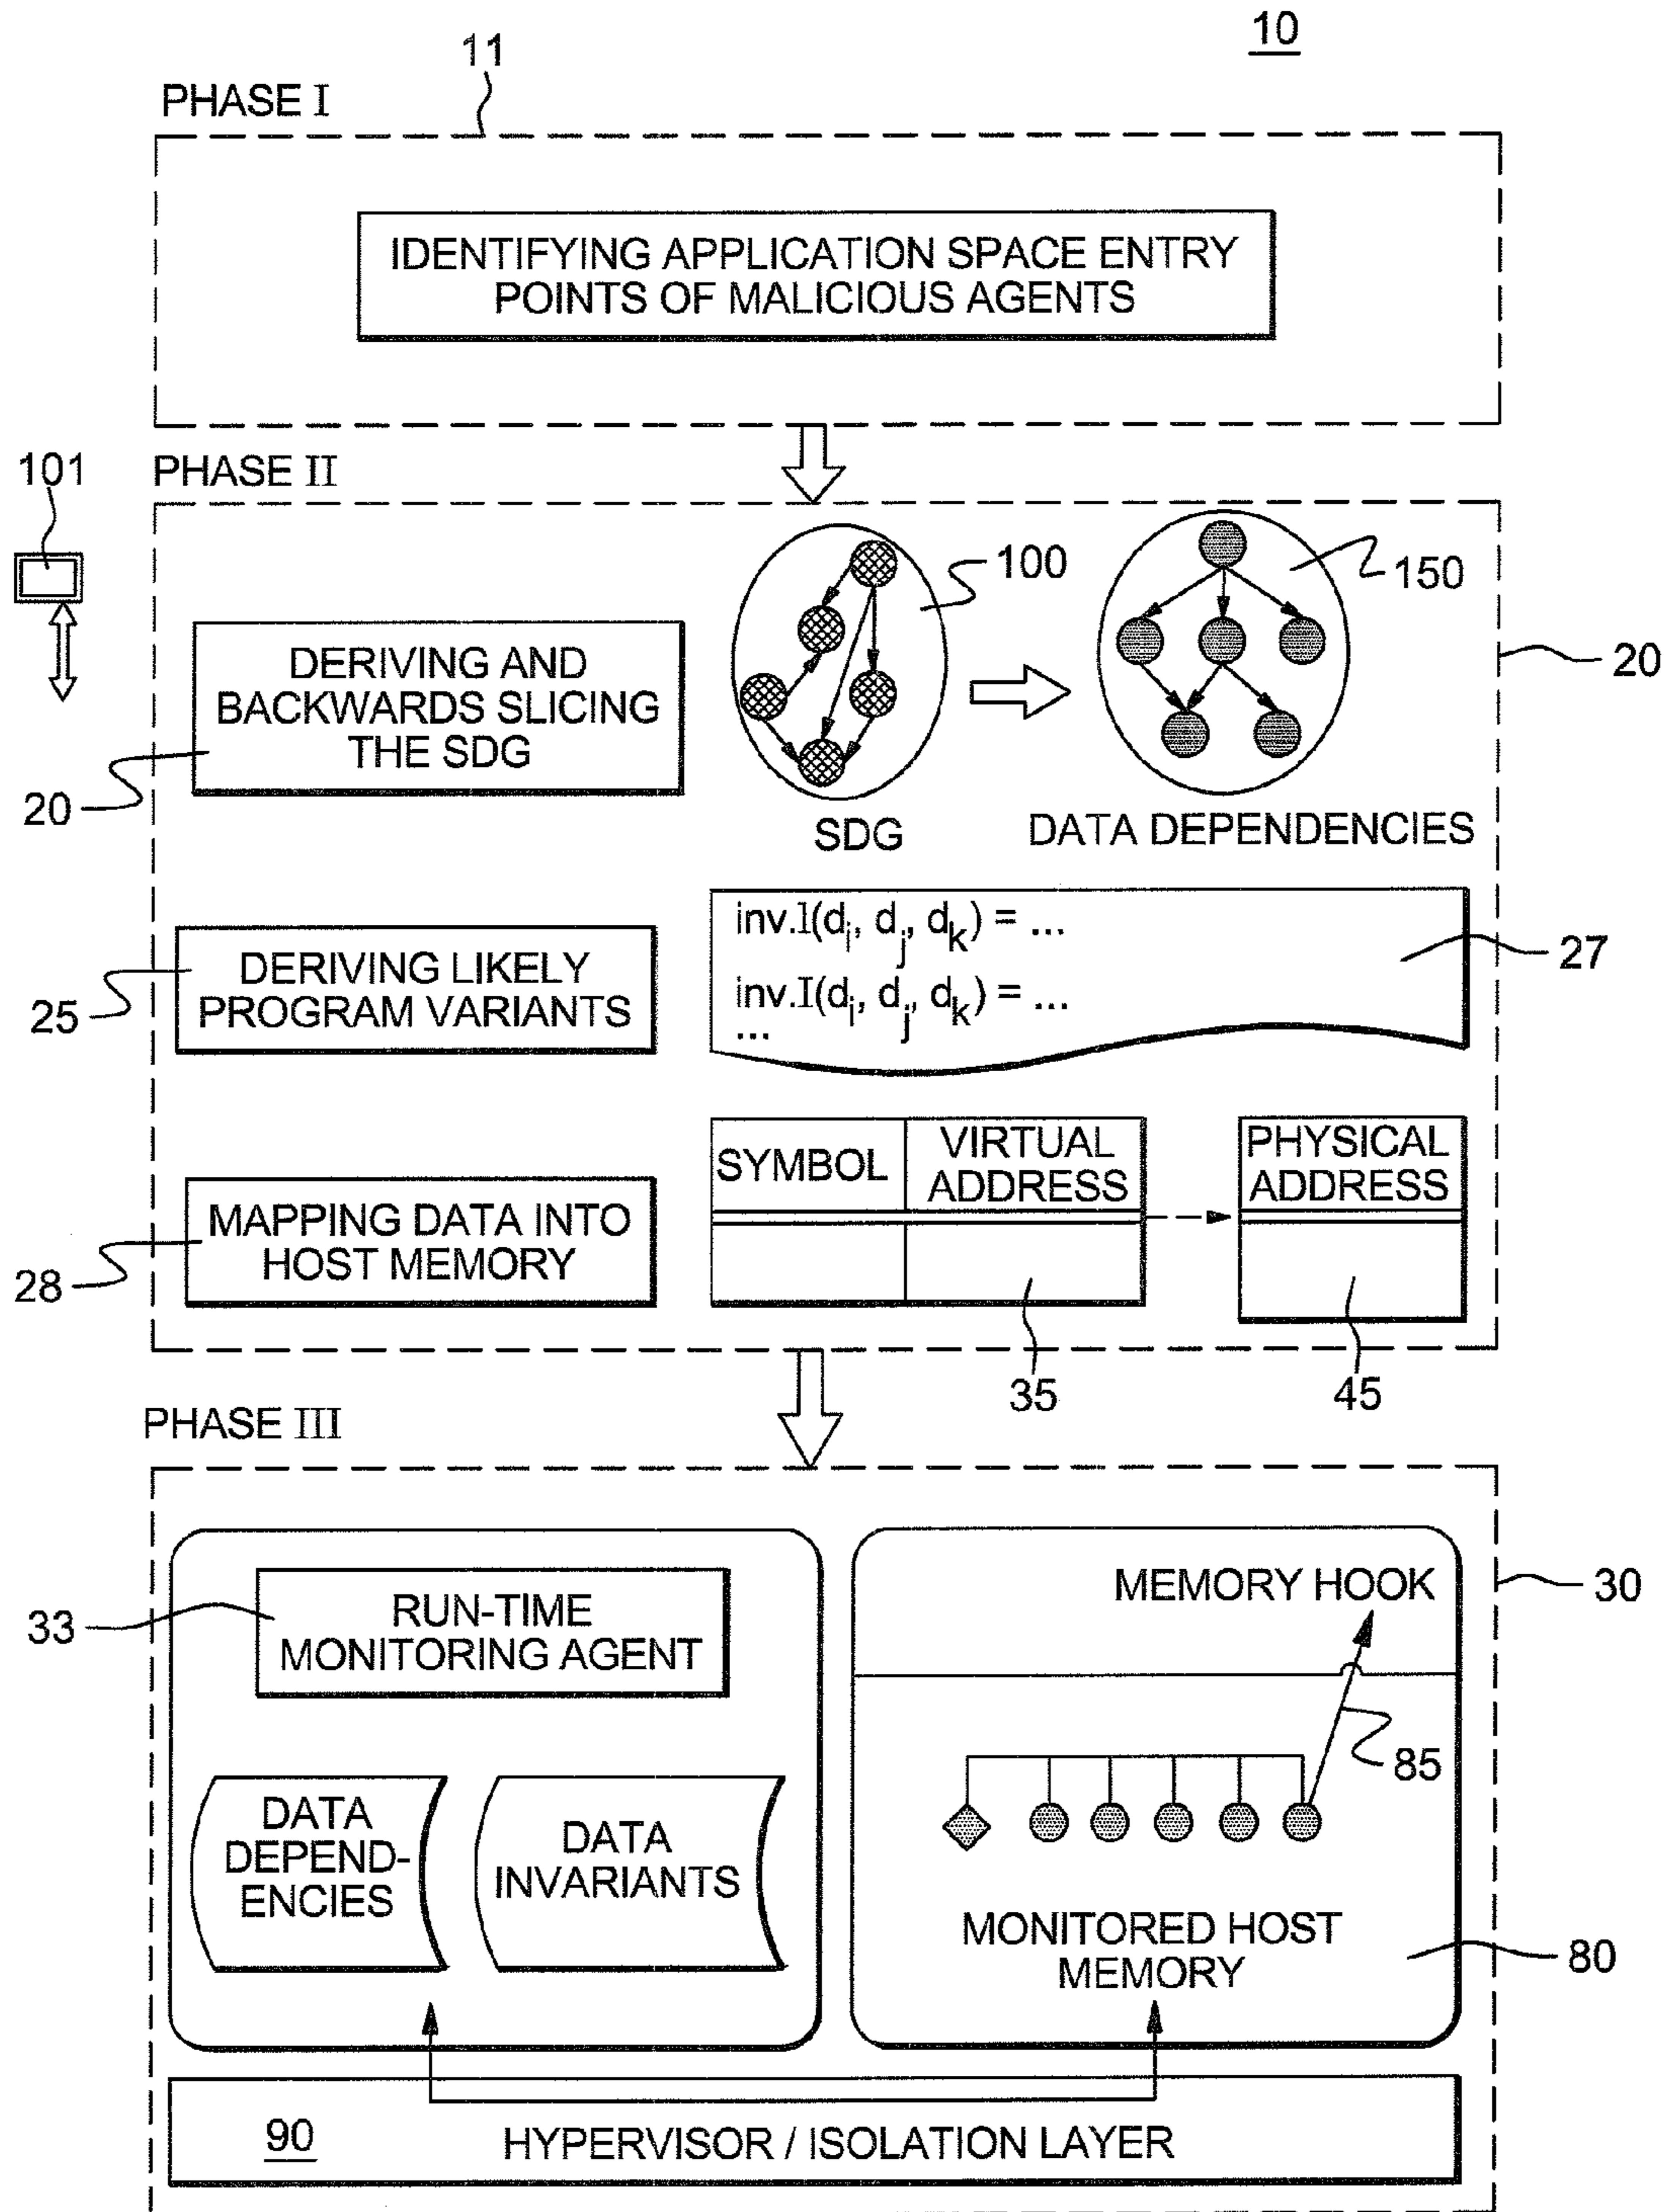 10
11
PHASE I
IDENTIFYING APPLICATION SPACE ENTRY
POINTS OF MALICIOUS AGENTS
101
PHASE II
100
150
20
DERIVING AND
BACKWARDS SLICING
THE SDG
20
SDG
DATA DEPENDENCIES
inv.I(di, dj, dk) = ...
inv.I(di, dj, dk) = ...
...
27
DERIVING LIKELY
PROGRAM VARIANTS
25
SYMBOL
VIRTUAL
ADDRESS
PHYSICAL
ADDRESS
MAPPING DATA INTO
HOST MEMORY
28
35
45
PHASE III
RUN-TIME
MONITORING AGENT
33
MEMORY HOOK
30
85
DATA
DEPEND-
ENCIES
DATA
INVARIANTS
MONITORED HOST
MEMORY
80
90
HYPERVISOR / ISOLATION LAYER